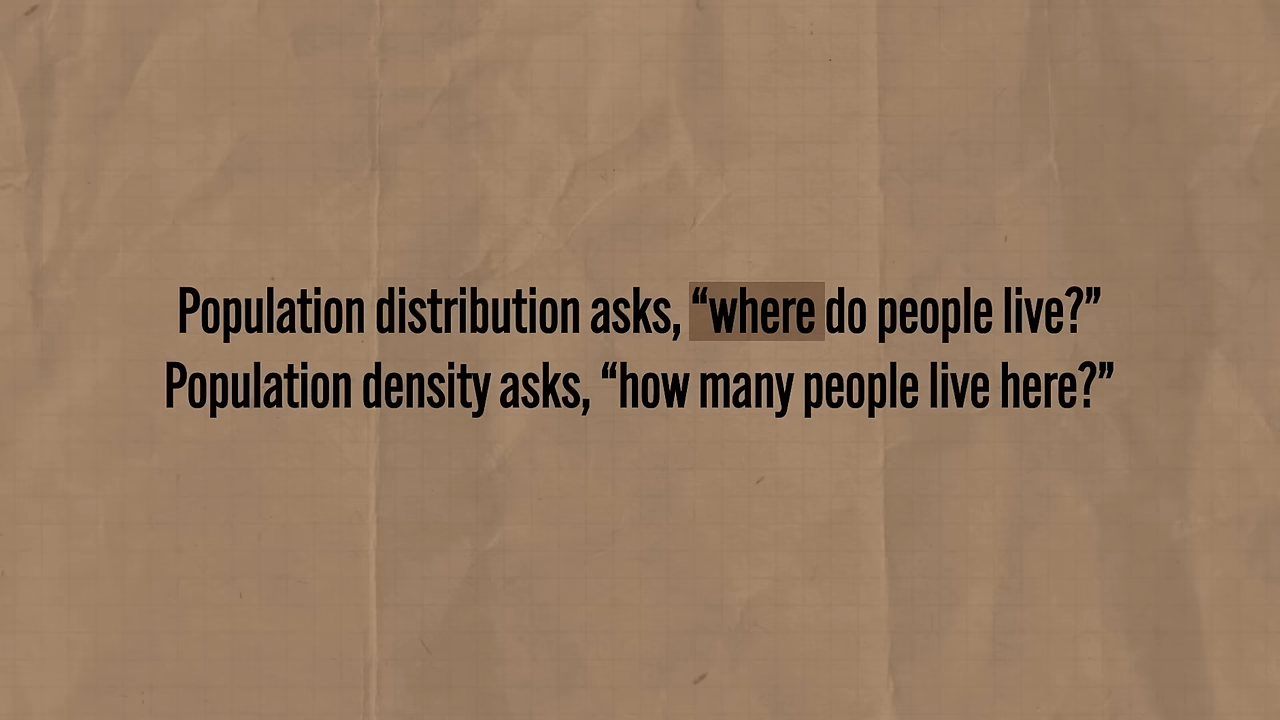 Population distribution asks, “where do people live?”
Population density asks, “how many people live here?”